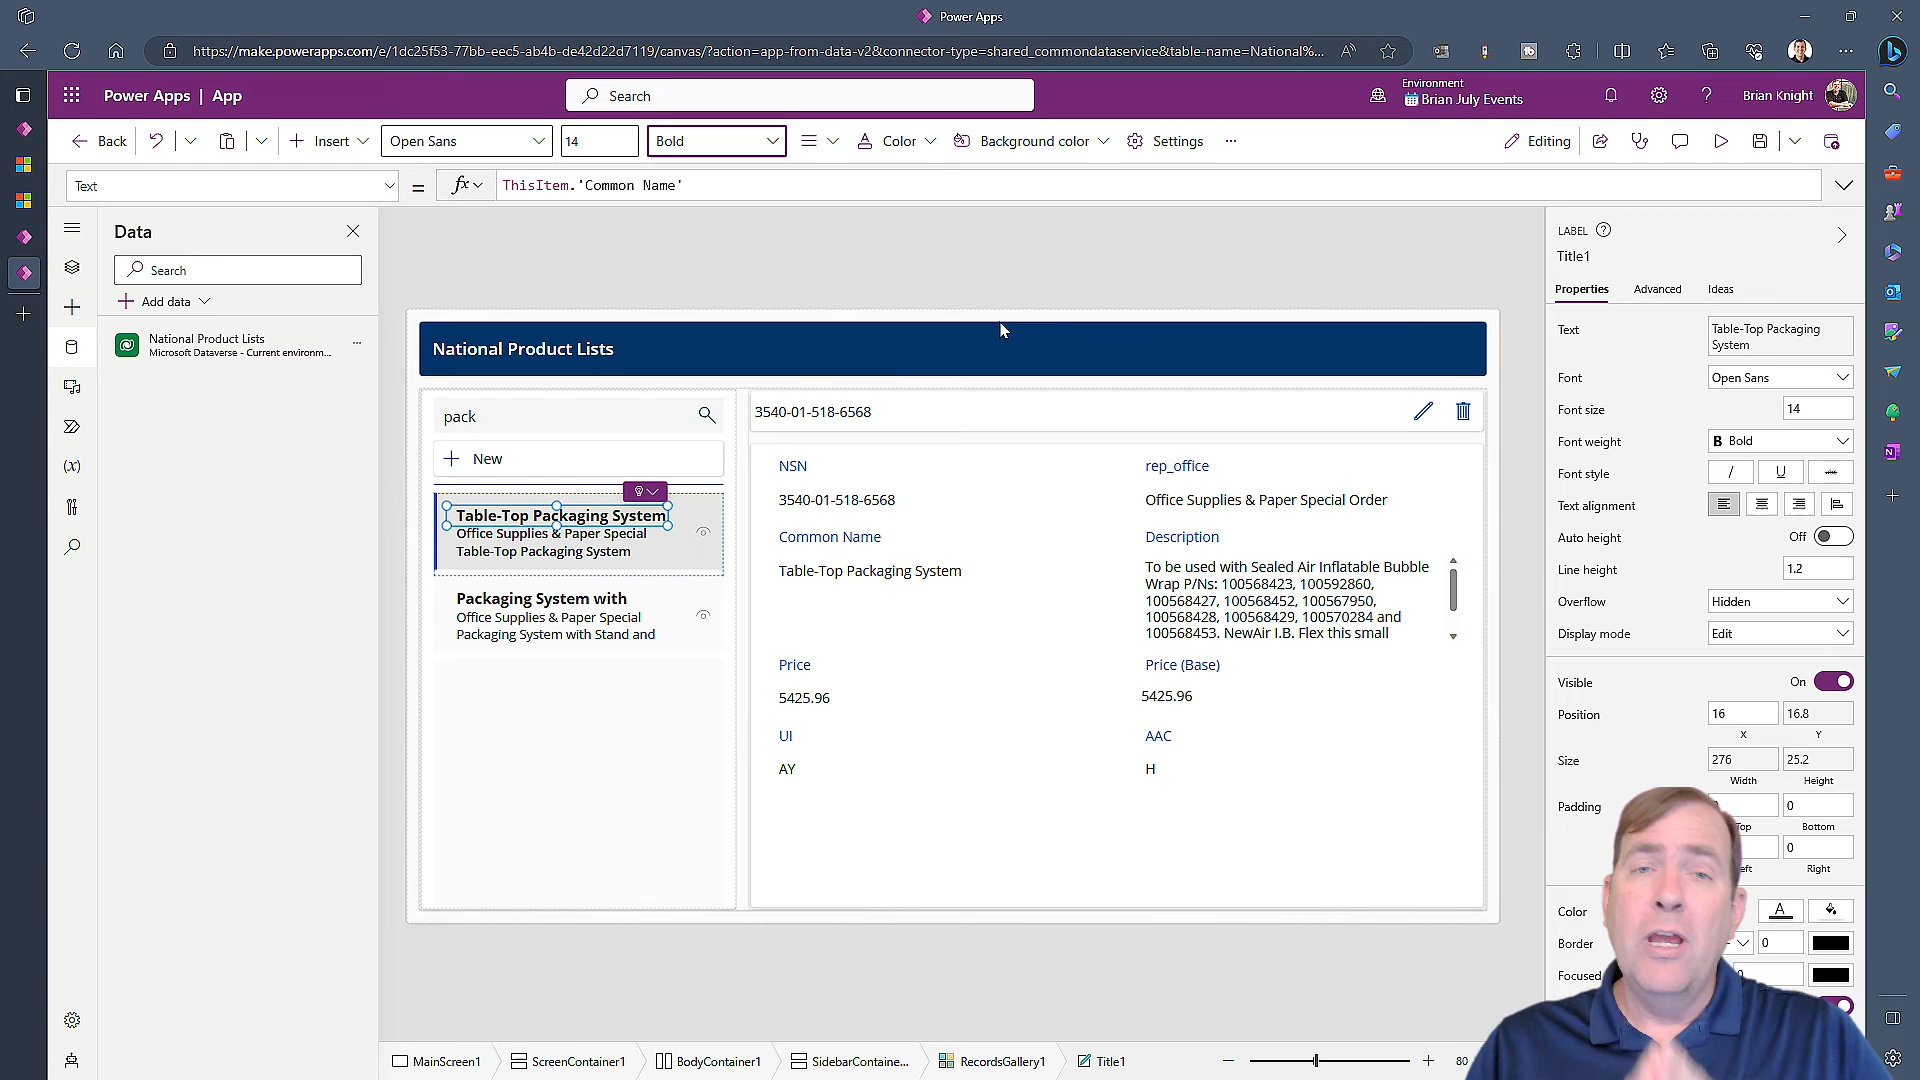 Power Apps
https://make.powerapps.com/e/1dc25f53-77bb-eec5-ab4b-de42d22d7119/canvas/?action=app-from-data-v2&connector-type=shared_commondataservice&table-name=National%...
Power Apps | App
Search
Environment
Brian July Events
Brian Knight
Back
Insert
Open Sans
14
Bold
Color
Background color
Settings
Editing
Text
=
fx
ThisItem.'Common Name'
Data
Search
Add data
National Product Lists
Microsoft Dataverse - Current environm...
National Product Lists
pack
New
Table-Top Packaging System
Office Supplies & Paper Special
Table-Top Packaging System
Packaging System with
Office Supplies & Paper Special
Packaging System with Stand and
3540-01-518-6568
NSN
3540-01-518-6568
rep_office
Office Supplies & Paper Special Order
Common Name
Table-Top Packaging System
Description
To be used with Sealed Air Inflatable Bubble
Wrap P/Ns: 100568423, 100592860,
100568427, 100568452, 100567950,
100568428, 100568429, 100570284 and
100568453. NewAir I.B. Flex this small
Price
5425.96
Price (Base)
5425.96
UI
AY
AAC
H
LABEL
Title1
Properties
Advanced
Ideas
Text
Table-Top Packaging
System
Font
Open Sans
Font size
14
Font weight
B Bold
Font style
Text alignment
Auto height
Off
Line height
1.2
Overflow
Hidden
Display mode
Edit
Visible
On
Position
16
16.8
X
Y
Size
276
25.2
Width
Height
Padding
0
Top
Bottom
0
Right
Color
Border
0
Focused
0
MainScreen1
ScreenContainer1
BodyContainer1
SidebarContaine...
RecordsGallery1
Title1
80